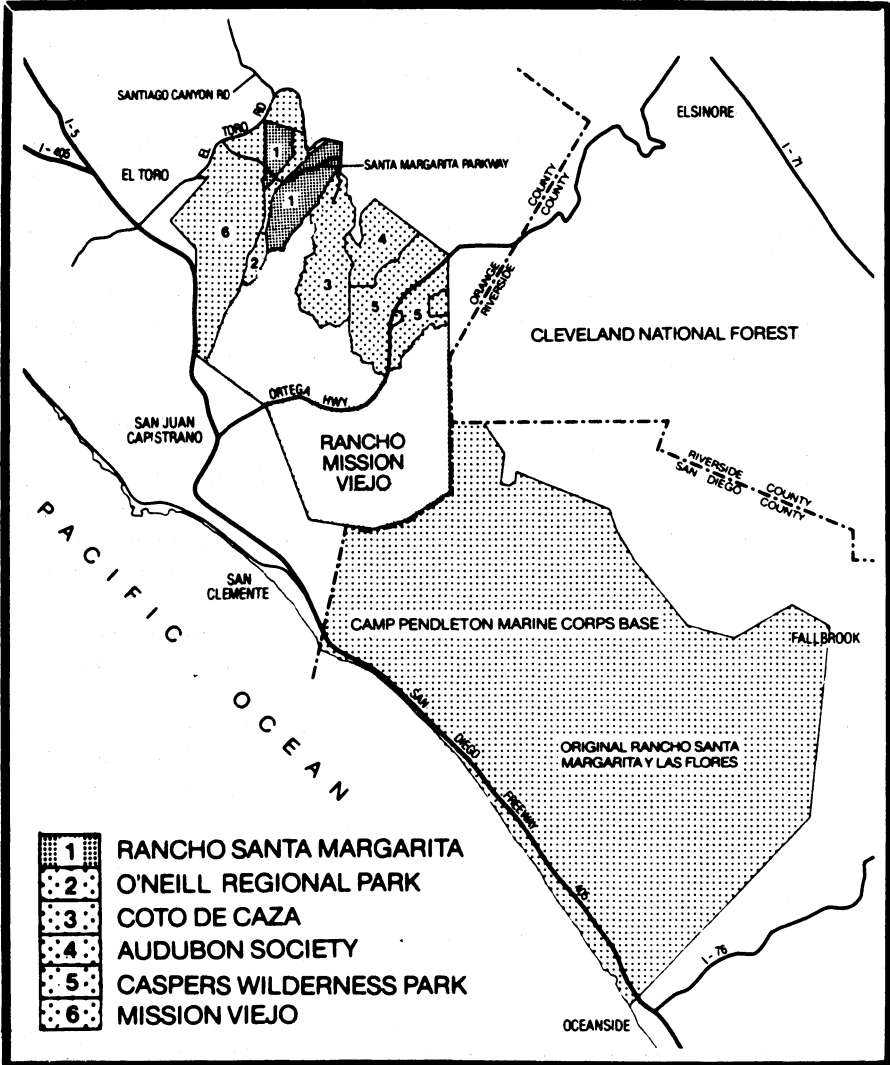 SANTIAGO CANYON RD
I-5
I-405
EL TORO RD
ELSINORE
I-71
EL TORO
SANTA MARGARITA PARKWAY
1
1
COUNTY
COUNTY
6
2
4
3
5
5
ORANGE
RIVERSIDE
CLEVELAND NATIONAL FOREST
ORTEGA HWY.
SAN JUAN
CAPISTRANO
RANCHO
MISSION
VIEJO
RIVERSIDE COUNTY
SAN DIEGO COUNTY
PACIFIC OCEAN
SAN
CLEMENTE
CAMP PENDLETON MARINE CORPS BASE
FALLBROOK
SAN DIEGO FREEWAY 405
ORIGINAL RANCHO SANTA
MARGARITA Y LAS FLORES
I-76
OCEANSIDE
1 RANCHO SANTA MARGARITA
2 O'NEILL REGIONAL PARK
3 COTO DE CAZA
4 AUDUBON SOCIETY
5 CASPERS WILDERNESS PARK
6 MISSION VIEJO